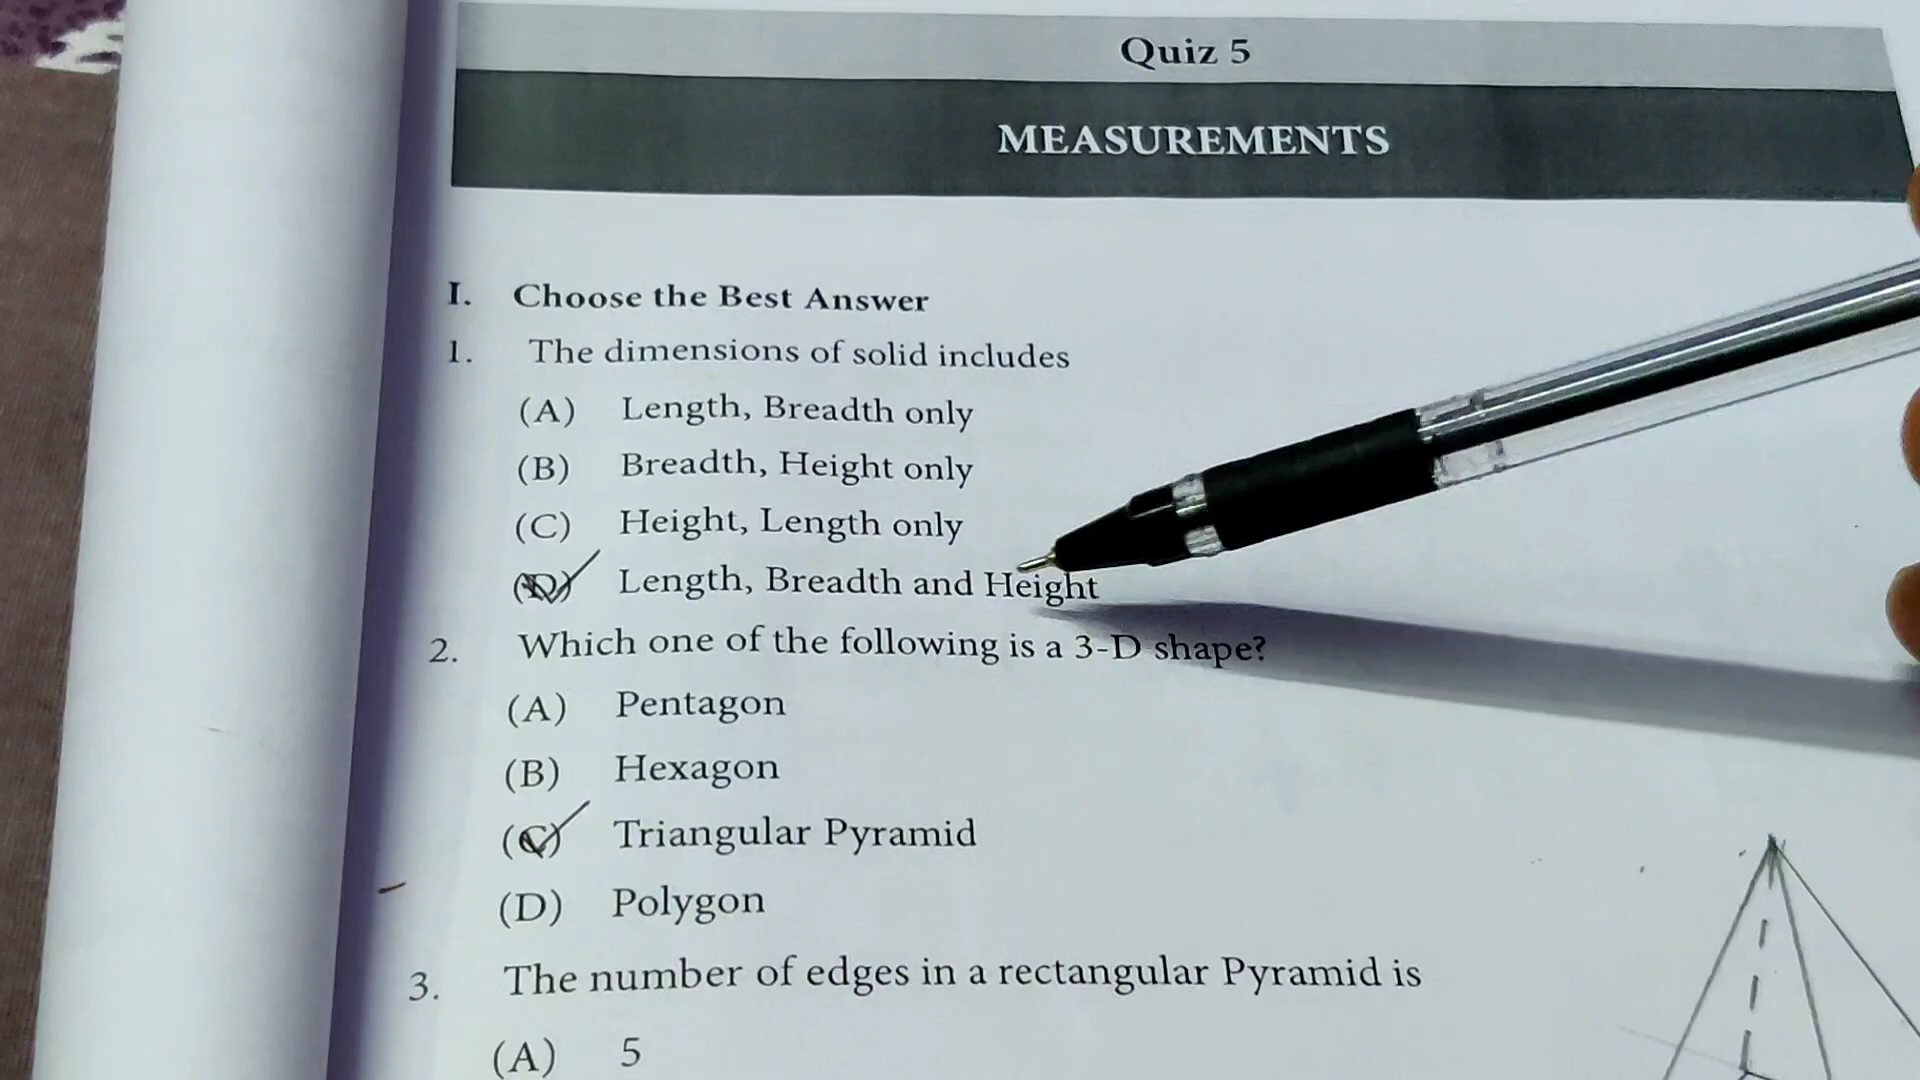 Quiz 5
MEASUREMENTS
I. Choose the Best Answer
1. The dimensions of solid includes
(A) Length, Breadth only
(B) Breadth, Height only
(C) Height, Length only
(D) Length, Breadth and Height
2. Which one of the following is a 3-D shape?
(A) Pentagon
(B) Hexagon
(C) Triangular Pyramid
(D) Polygon
3. The number of edges in a rectangular Pyramid is
(A) 5